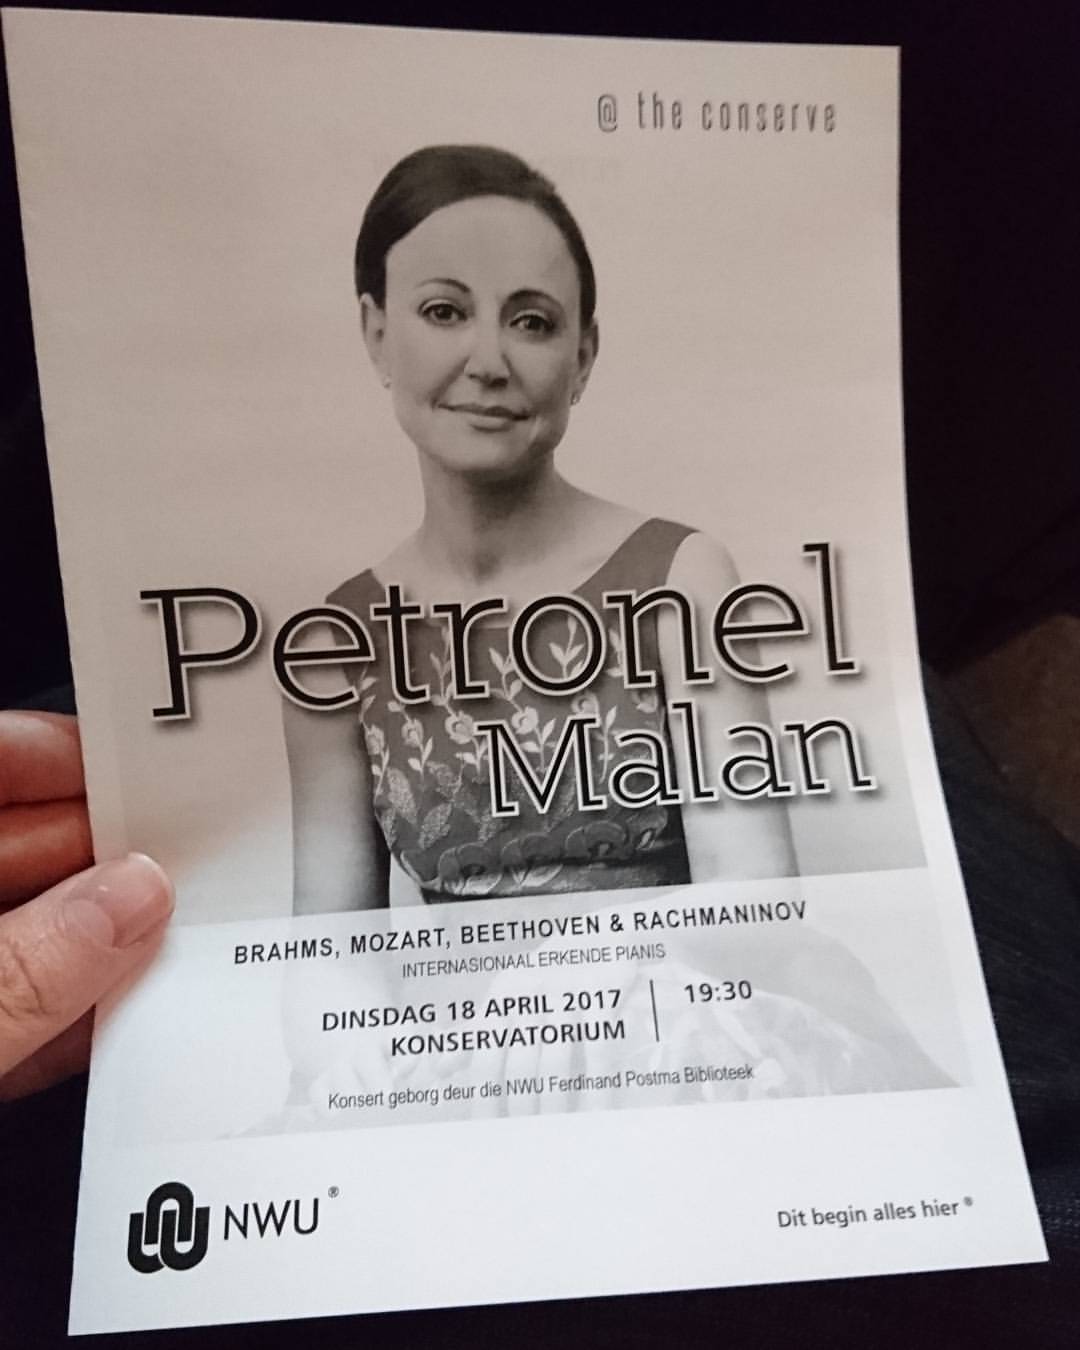 @ the conserve
Petronel
Malan
BRAHMS, MOZART, BEETHOVEN & RACHMANINOV
INTERNASIONAAL ERKENDE PIANIS
DINSDAG 18 APRIL 2017 | 19:30
KONSERVATORIUM
Konsert geborg deur die NWU Ferdinand Postma Biblioteek
NWU®
Dit begin alles hier®